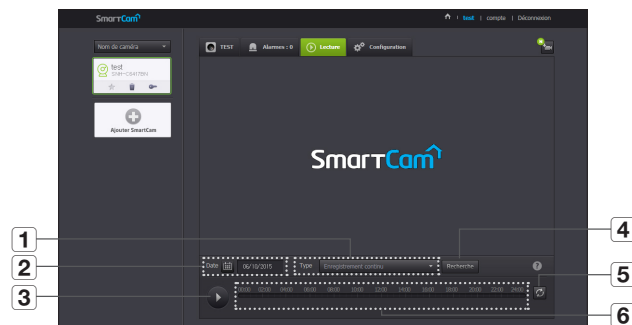 SmartCam
test | compte | Déconnexion
Nom de caméra
TEST
Alarmes : 0
Lecture
Configuration
test
SNH-C6417BN
Ajouter SmartCam
SmartCam
1
2
3
4
5
6
Date
06/10/2015
Type
Enregistrement continu
Recherche
?
00:00 02:00 04:00 06:00 08:00 10:00 12:00 14:00 16:00 18:00 20:00 22:00 24:00